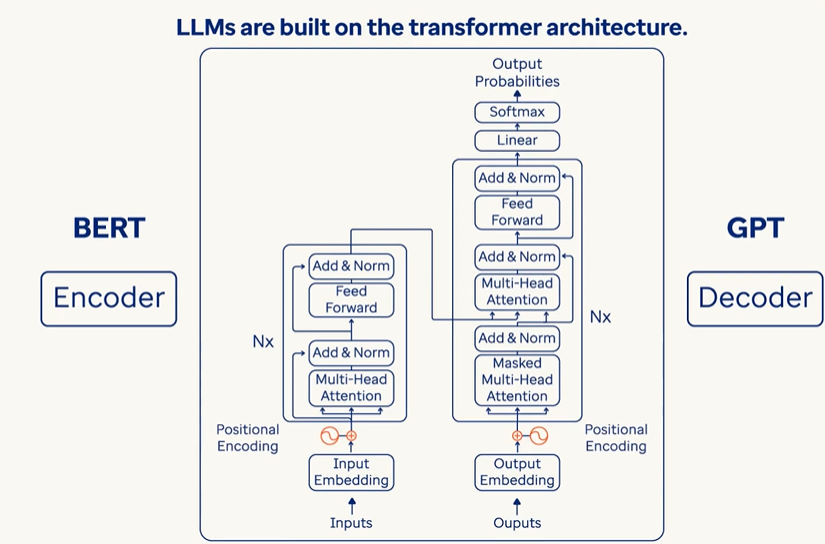 LLMs are built on the transformer architecture.
Output
Probabilities
Softmax
Linear
Add & Norm
Feed
Forward
Add & Norm
Multi-Head
Attention
Add & Norm
Masked
Multi-Head
Attention
Nx
Positional
Encoding
Output
Embedding
Ouputs
BERT
Encoder
Add & Norm
Feed
Forward
Nx
Add & Norm
Multi-Head
Attention
Positional
Encoding
Input
Embedding
Inputs
GPT
Decoder